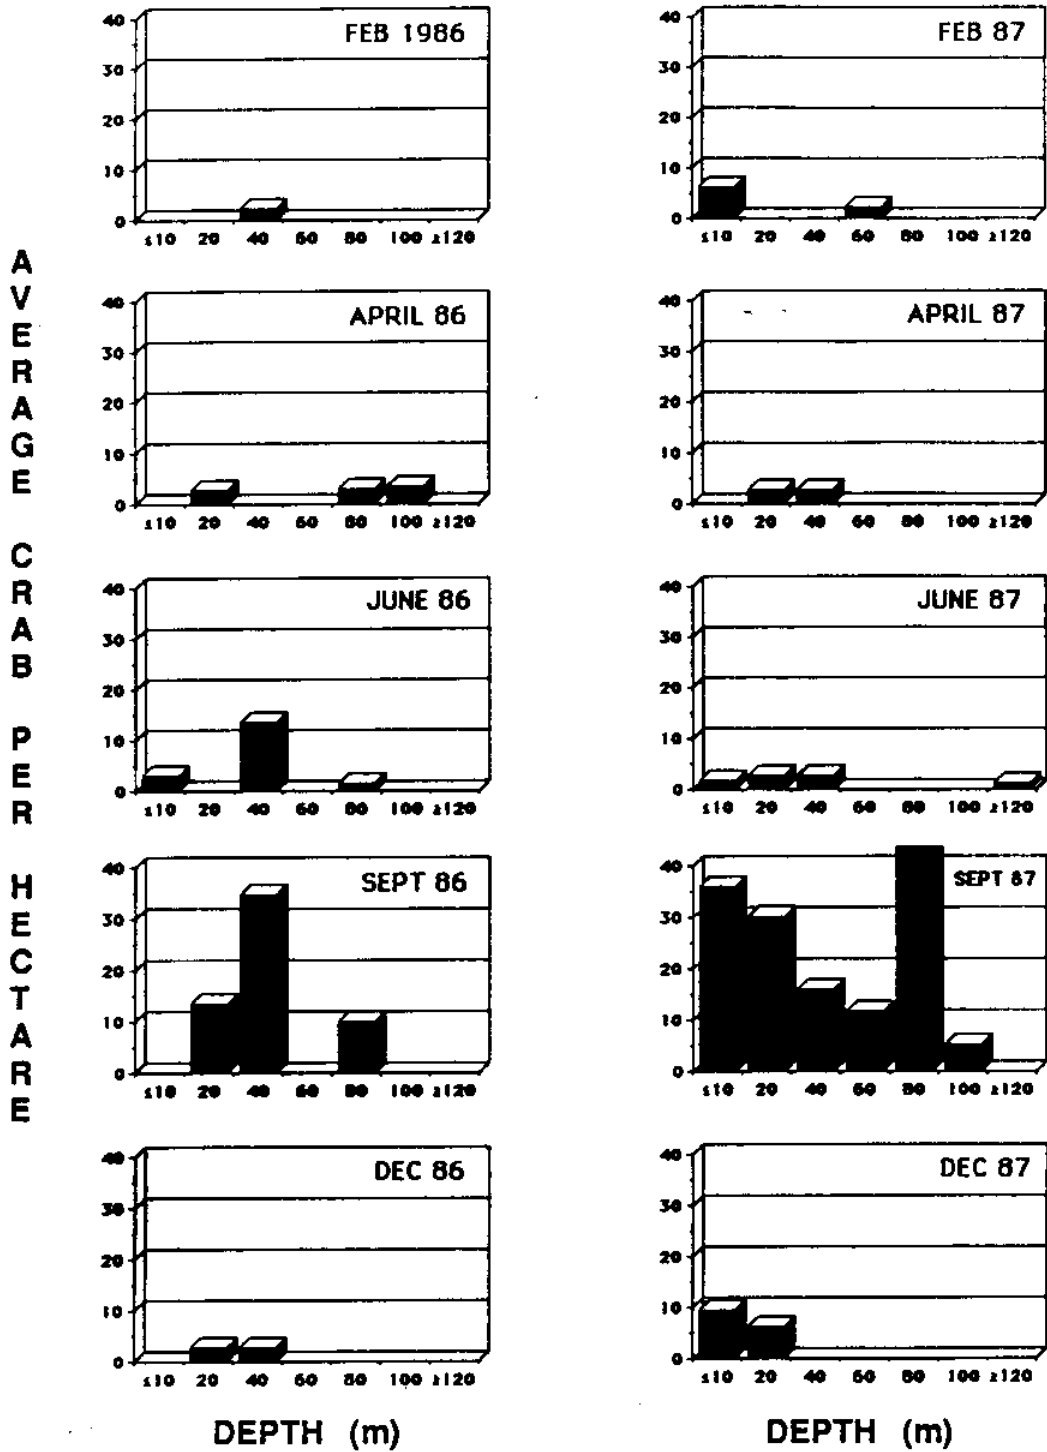 AVERAGE CRAB PER HECTARE
FEB 1986
40
30
20
10
0
≤10 20 40 60 80 100 ≥120
FEB 87
40
30
20
10
0
≤10 20 40 60 80 100 ≥120
APRIL 86
40
30
20
10
0
≤10 20 40 60 80 100 ≥120
APRIL 87
40
30
20
10
0
≤10 20 40 60 80 100 ≥120
JUNE 86
40
30
20
10
0
≤10 20 40 60 80 100 ≥120
JUNE 87
40
30
20
10
0
≤10 20 40 60 80 100 ≥120
SEPT 86
40
30
20
10
0
≤10 20 40 60 80 100 ≥120
SEPT 87
40
30
20
10
0
≤10 20 40 60 80 100 ≥120
DEC 86
40
30
20
10
0
≤10 20 40 60 80 100 ≥120
DEC 87
40
30
20
10
0
≤10 20 40 60 80 100 ≥120
DEPTH (m)
DEPTH (m)